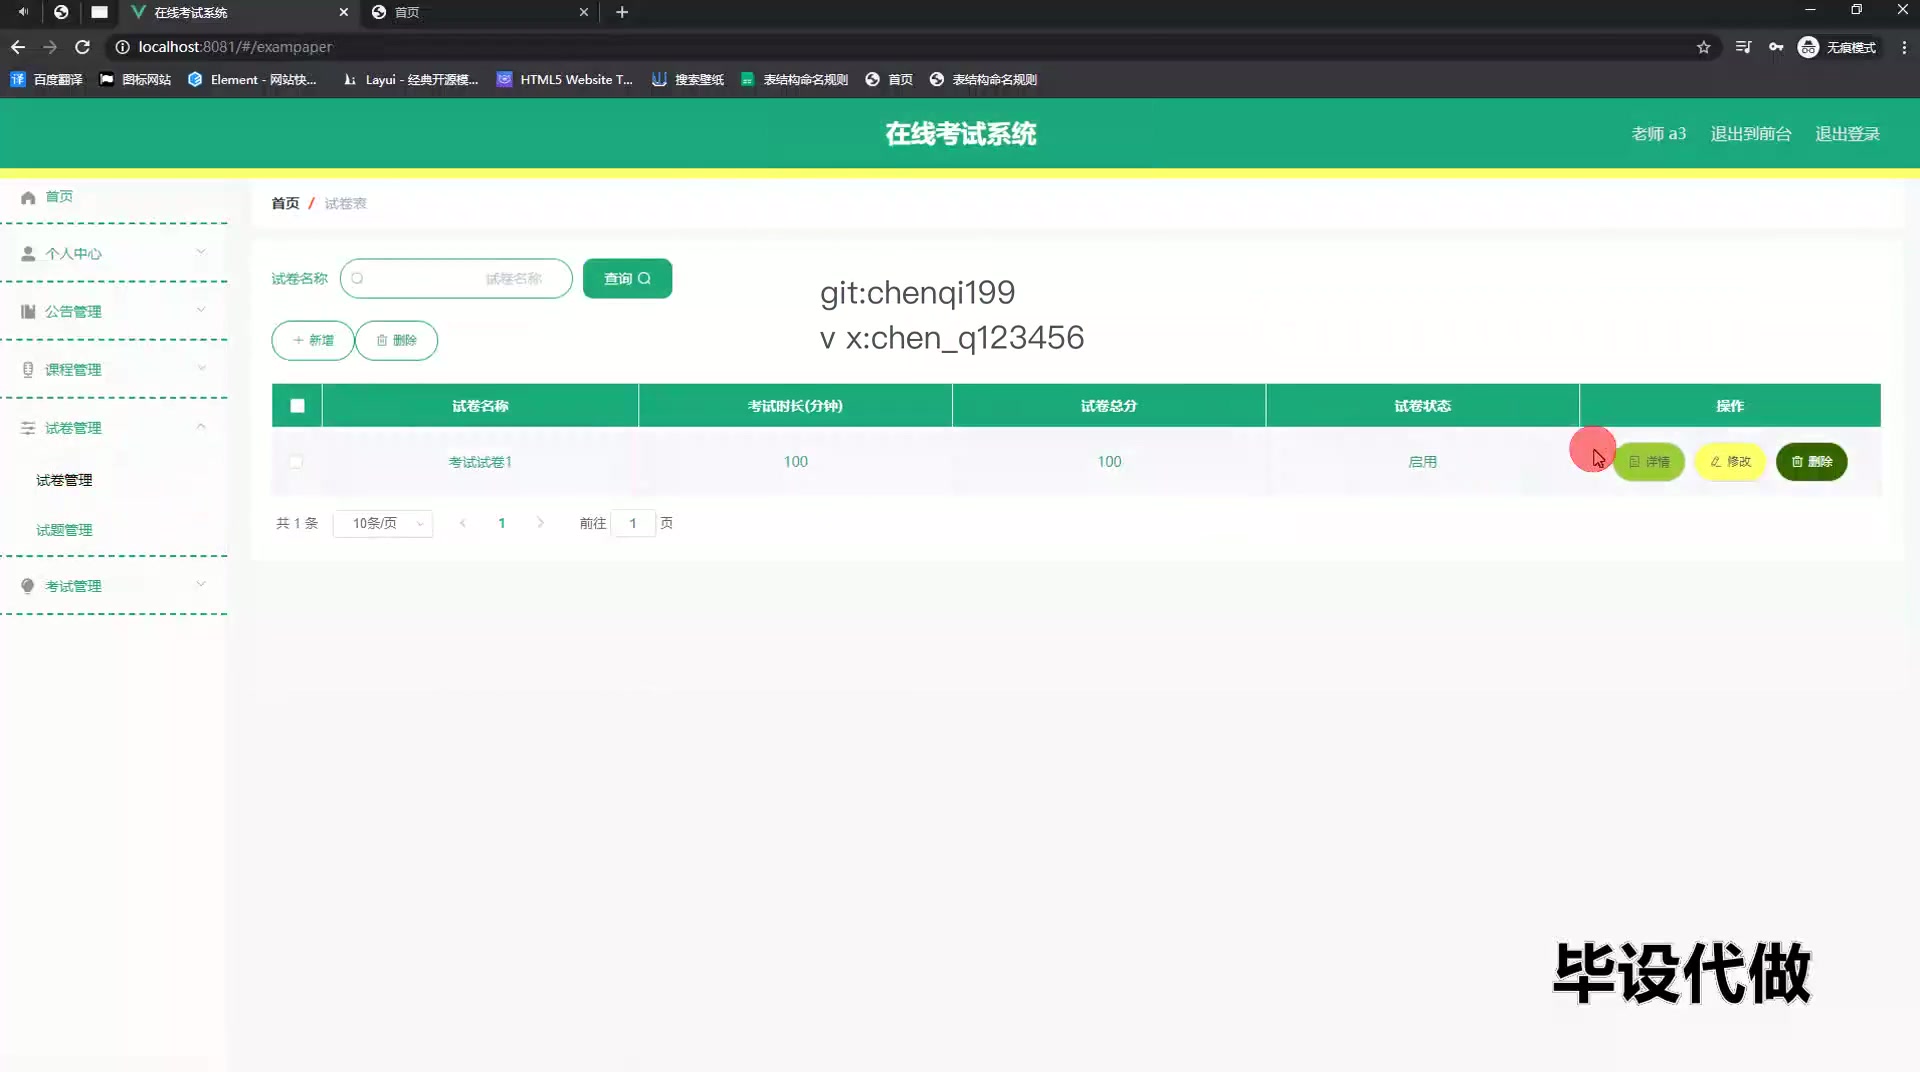 在线考试系统
首页
localhost:8081/#/exampaper
无痕模式
百度翻译
图标网站
Element - 网站快...
Layui - 经典开源模...
HTML5 Website T...
搜索壁纸
表结构命名规则
首页
表结构命名规则
在线考试系统
老师 a3
退出到前台
退出登录
首页
个人中心
公告管理
课程管理
试卷管理
试卷管理
试题管理
考试管理
首页 / 试卷表
试卷名称
试卷名称
查询
git:chenqi199
v x:chen_q123456
新增
删除
试卷名称
考试时长(分钟)
试卷总分
试卷状态
操作
考试试卷1
100
100
启用
详情
修改
删除
共 1 条
10条/页
1
前往
1
页
毕设代做